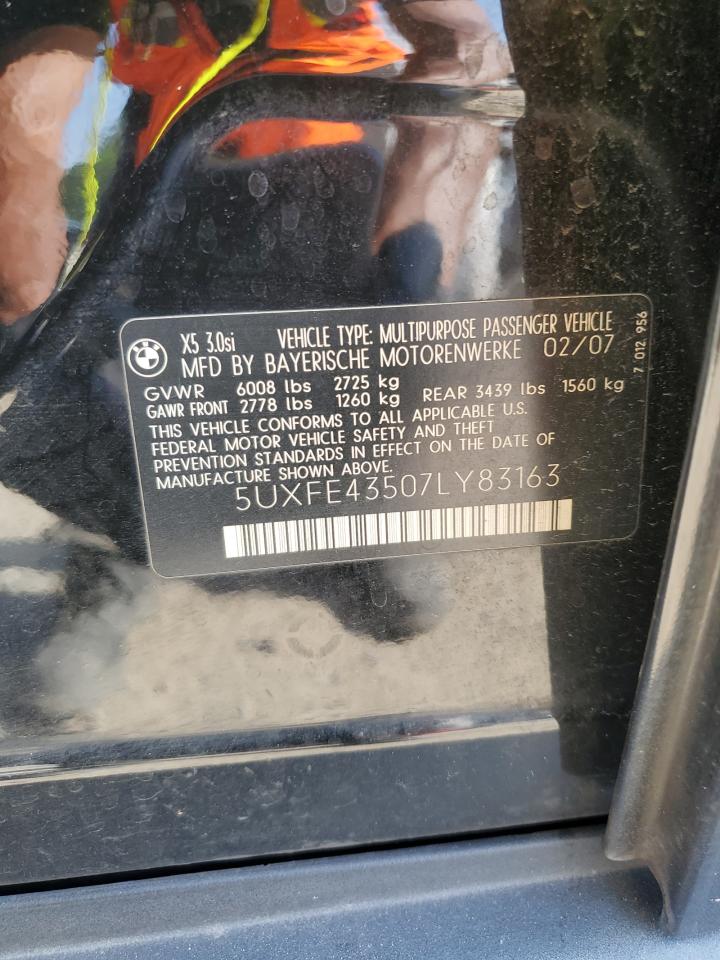 X5 3.0si VEHICLE TYPE: MULTIPURPOSE PASSENGER VEHICLE
MFD BY BAYERISCHE MOTORENWERKE 02/07
GVWR 6008 lbs 2725 kg
GAWR FRONT 2778 lbs 1260 kg REAR 3439 lbs 1560 kg
THIS VEHICLE CONFORMS TO ALL APPLICABLE U.S.
FEDERAL MOTOR VEHICLE SAFETY AND THEFT
PREVENTION STANDARDS IN EFFECT ON THE DATE OF
MANUFACTURE SHOWN ABOVE.
5UXFE43507LY83163
7 012 956